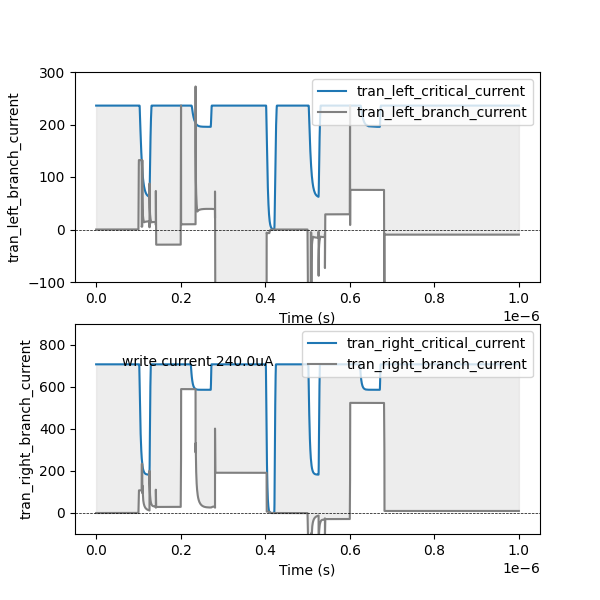 300
200
100
0
−100
tran_left_branch_current
tran_left_critical_current
tran_left_branch_current
0.0 0.2 0.4 0.6 0.8 1.0
Time (s)
1e−6
800
600
400
200
0
tran_right_branch_current
write current 240.0uA
tran_right_critical_current
tran_right_branch_current
0.0 0.2 0.4 0.6 0.8 1.0
Time (s)
1e−6